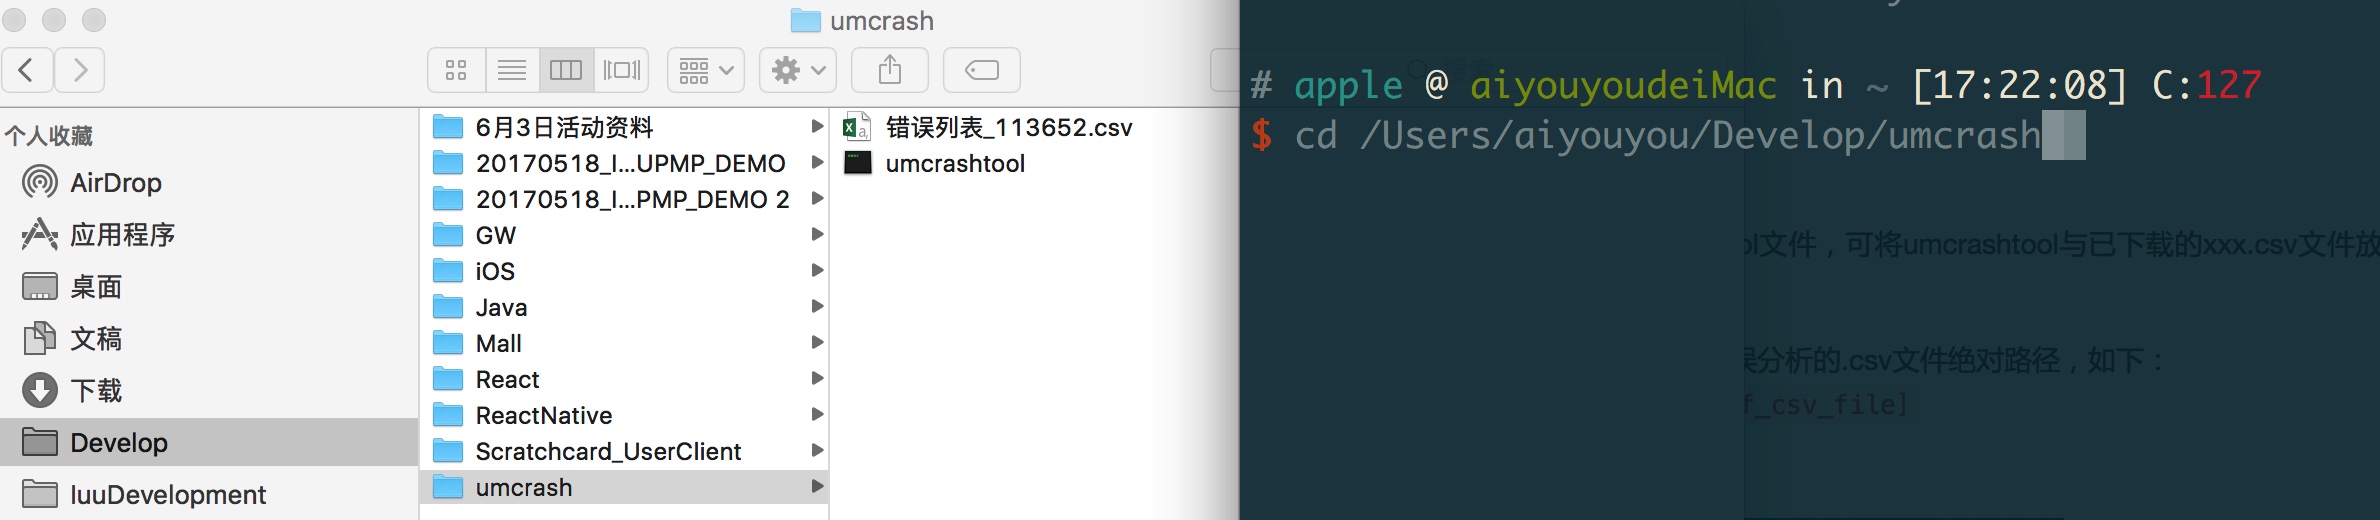 umcrash
个人收藏
AirDrop
应用程序
桌面
文稿
下载
Develop
luuDevelopment
6月3日活动资料
20170518_I...UPMP_DEMO
20170518_I...PMP_DEMO 2
GW
iOS
Java
Mall
React
ReactNative
Scratchcard_UserClient
umcrash
错误列表_113652.csv
umcrashtool
# apple @ aiyouyoudeiMac in ~ [17:22:08] C:127
$ cd /Users/aiyouyou/Develop/umcrash
文件，可将umcrashtool与已下载的xxx.csv文件放
分析的.csv文件绝对路径，如下：
f_csv_file]